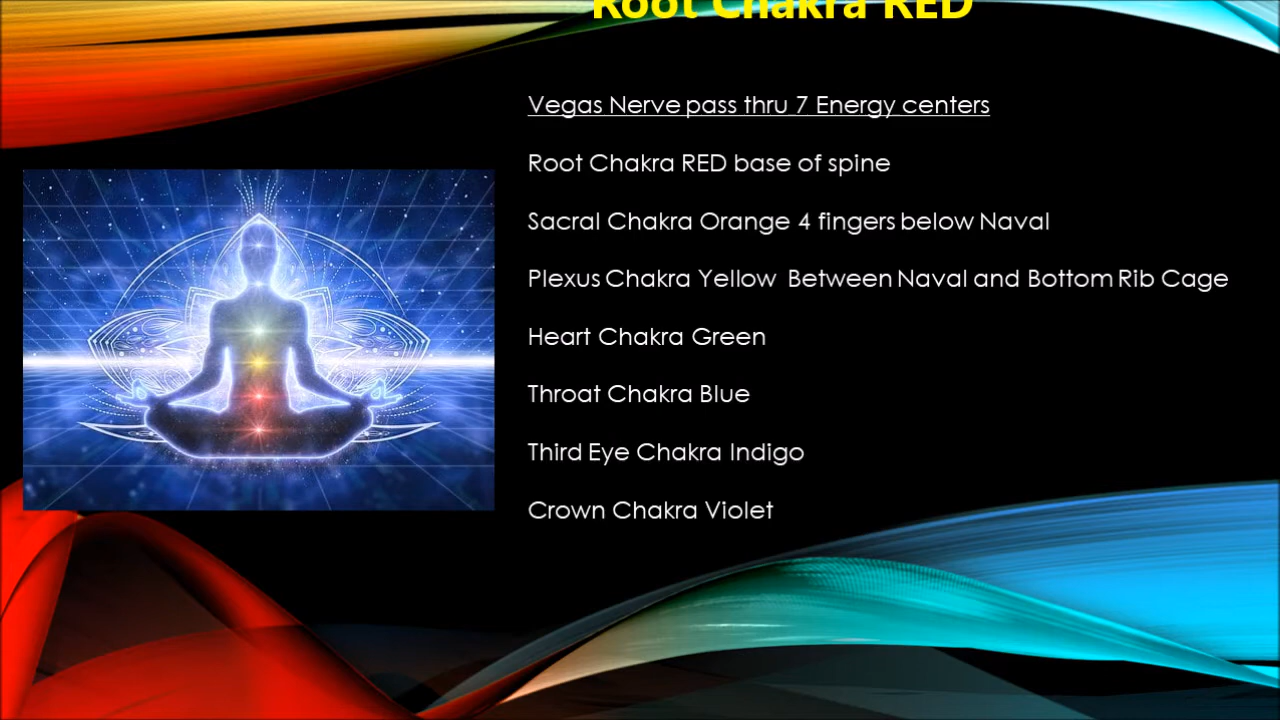 Root Chakra RED
Vegas Nerve pass thru 7 Energy centers
Root Chakra RED base of spine
Sacral Chakra Orange 4 fingers below Naval
Plexus Chakra Yellow  Between Naval and Bottom Rib Cage
Heart Chakra Green
Throat Chakra Blue
Third Eye Chakra Indigo
Crown Chakra Violet